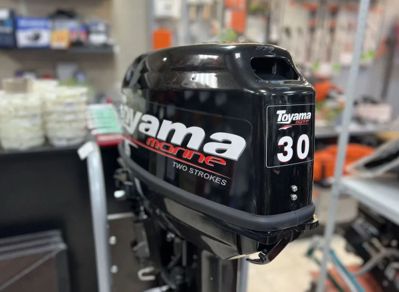 Toyama
marine
TWO STROKES
Toyama
30